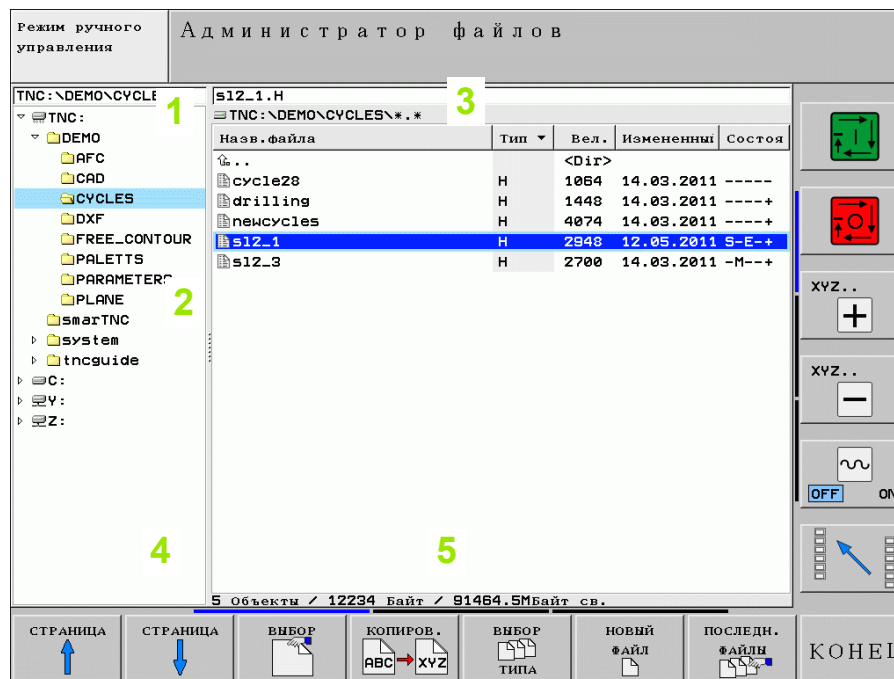 Режим ручного
управления
Администратор файлов
TNC:\DEMO\CYCLE
1
TNC:
DEMO
AFC
CAD
CYCLES
DXF
FREE_CONTOUR
PALETTS
PARAMETERS
PLANE
2
smarTNC
system
tncguide
C:
Y:
Z:
4
sl2_1.H
3
TNC:\DEMO\CYCLES\*.*
Назв.файла Тип Вел. Измененны Состоя
.. <Dir>
cycle28 H 1064 14.03.2011 -----
drilling H 1448 14.03.2011 ----+
newcycles H 4074 14.03.2011 ----+
sl2_1 H 2948 12.05.2011 S-E-+
sl2_3 H 2700 14.03.2011 -M--+
5
5 Объекты / 12234 Байт / 91464.5МБайт св.
XYZ..
XYZ..
OFF ON
СТРАНИЦА
СТРАНИЦА
ВЫБОР
КОПИРОВ.
ABC XYZ
ВЫБОР
ТИПА
НОВЫЙ
ФАЙЛ
ПОСЛЕДН.
ФАЙЛЫ
КОНЕЦ